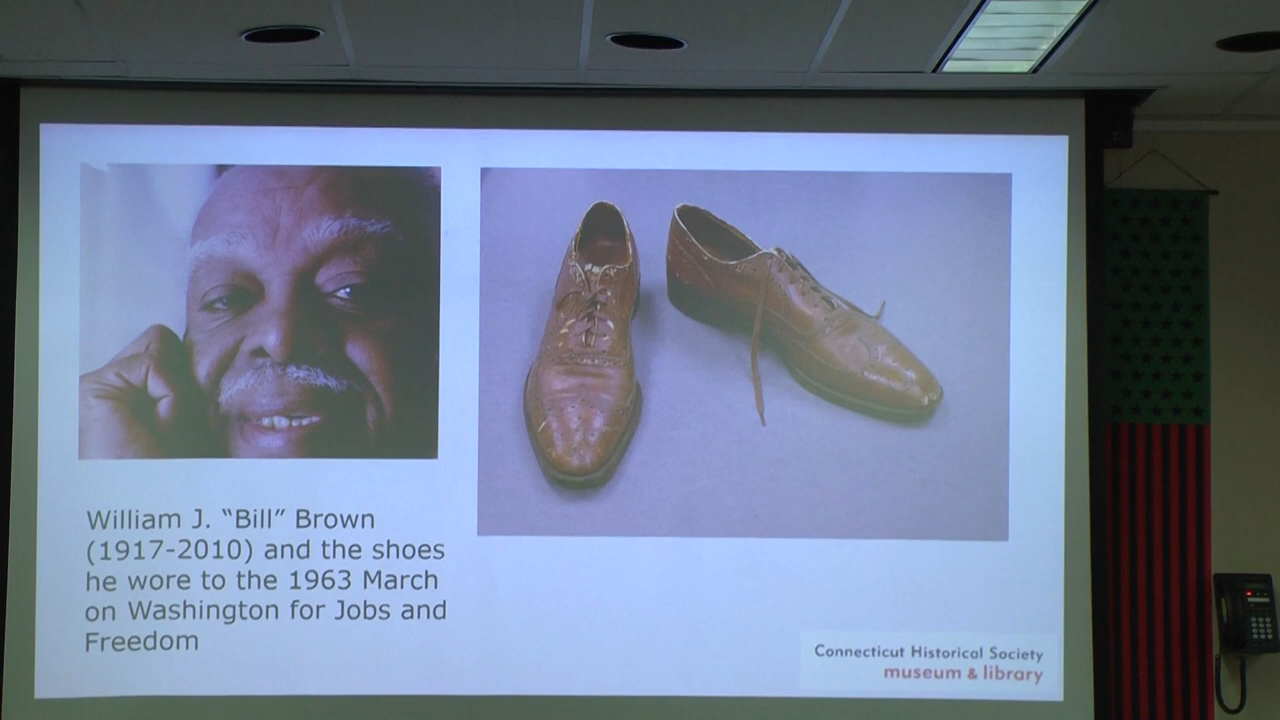 William J. “Bill” Brown
(1917-2010) and the shoes
he wore to the 1963 March
on Washington for Jobs and
Freedom
Connecticut Historical Society
museum & library